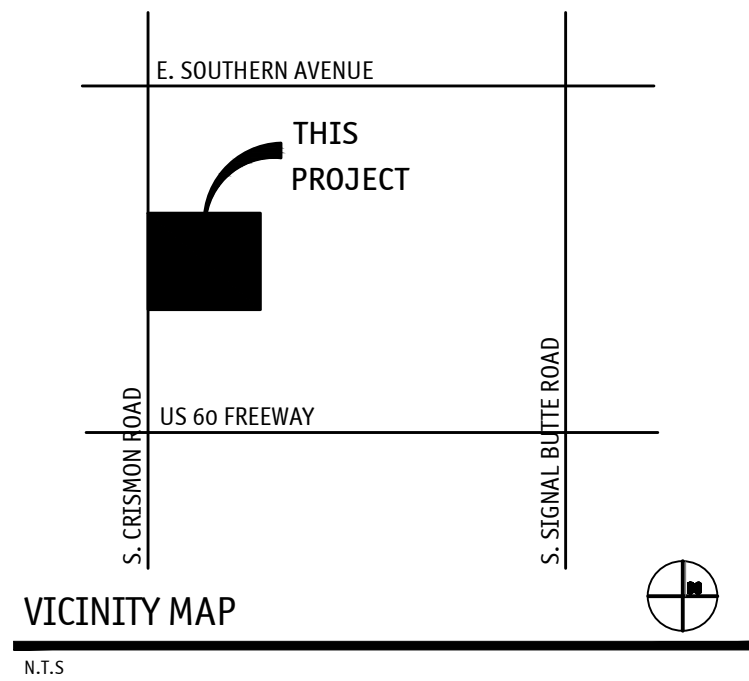 E. SOUTHERN AVENUE
THIS
PROJECT
S. CRISMON ROAD
US 60 FREEWAY
S. SIGNAL BUTTE ROAD
VICINITY MAP
N.T.S